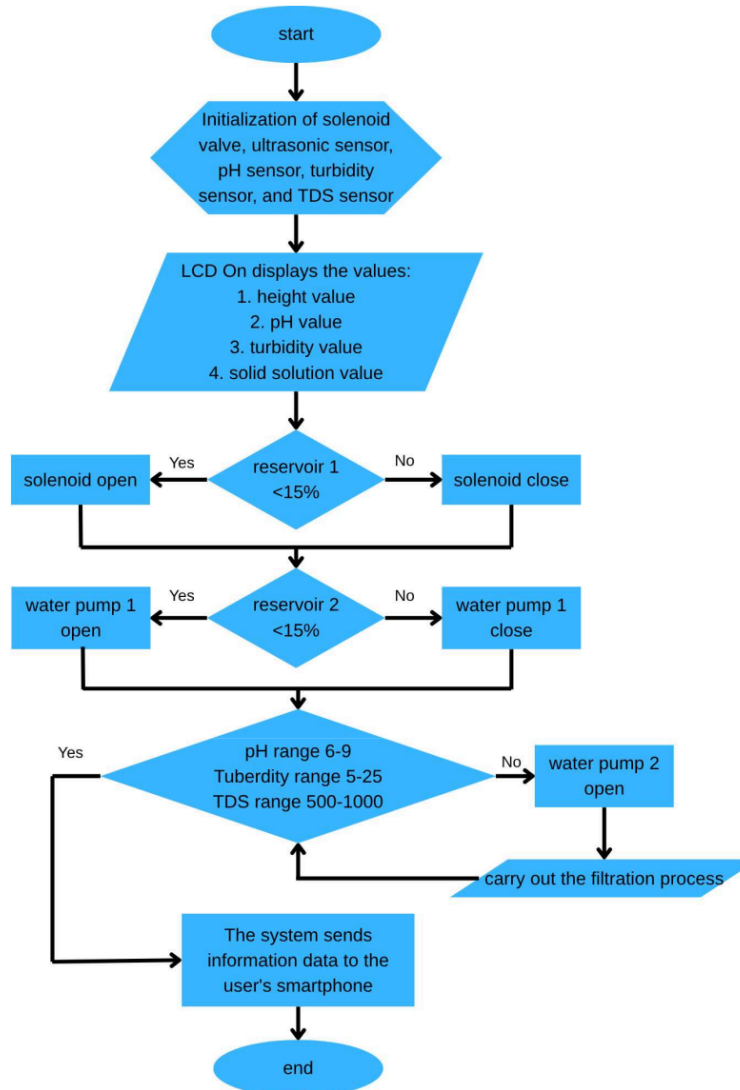 start
Initialization of solenoid
valve, ultrasonic sensor,
pH sensor, turbidity
sensor, and TDS sensor
LCD On displays the values:
1. height value
2. pH value
3. turbidity value
4. solid solution value
solenoid open
Yes
reservoir 1
<15%
No
solenoid close
water pump 1
open
Yes
reservoir 2
<15%
No
water pump 1
close
Yes
pH range 6-9
Tuberdity range 5-25
TDS range 500-1000
No
water pump 2
open
carry out the filtration process
The system sends
information data to the
user's smartphone
end